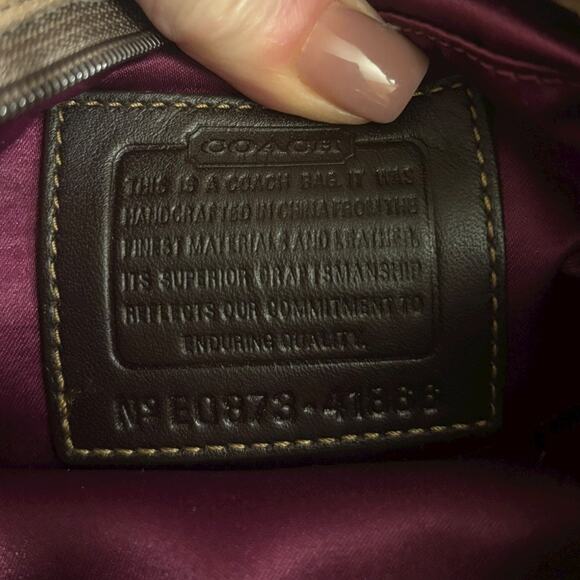 COACH
THIS IS A COACH BAG. IT WAS
HANDCRAFTED IN CHINA FROM THE
FINEST MATERIALS AND LEATHER.
ITS SUPERIOR CRAFTSMANSHIP
REFLECTS OUR COMMITMENT TO
ENDURING QUALITY.
Nº